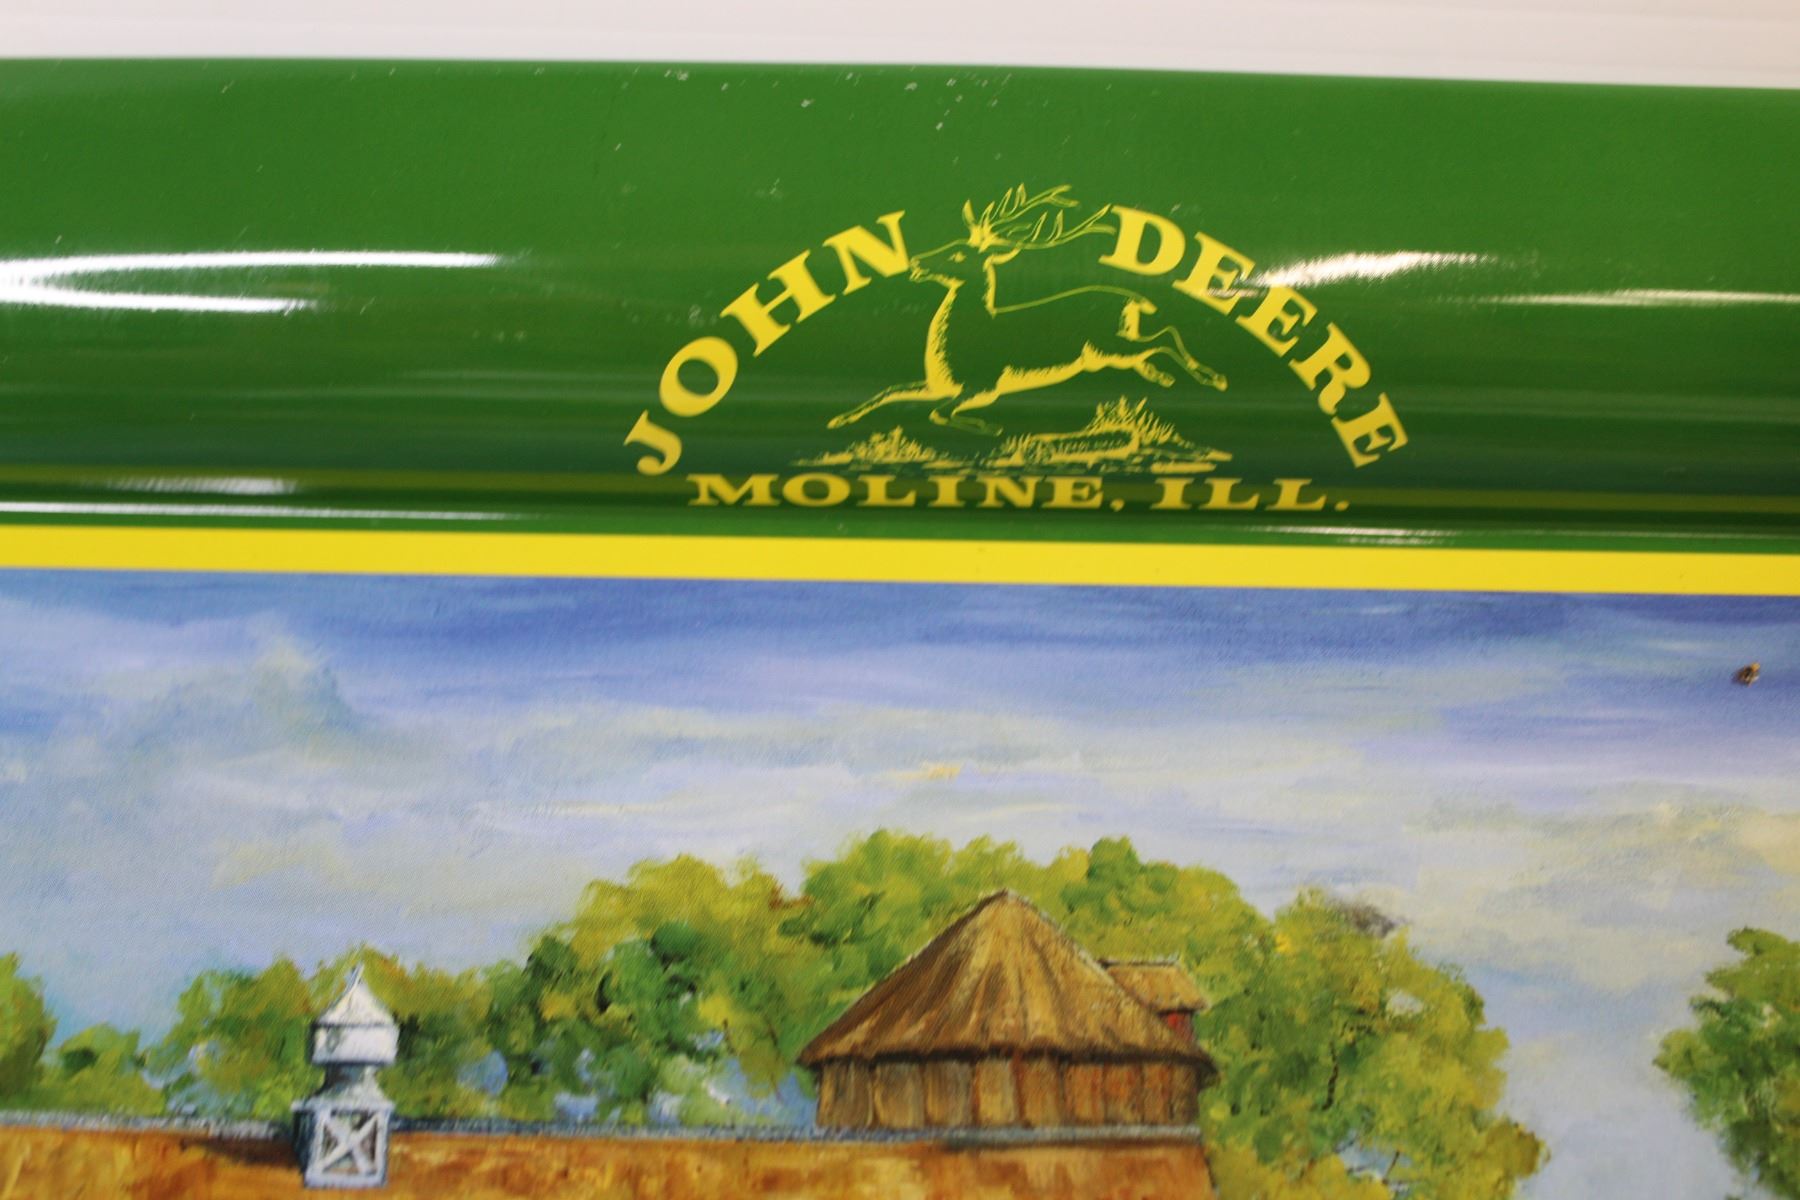 JOHN DEERE
MOLINE, ILL.